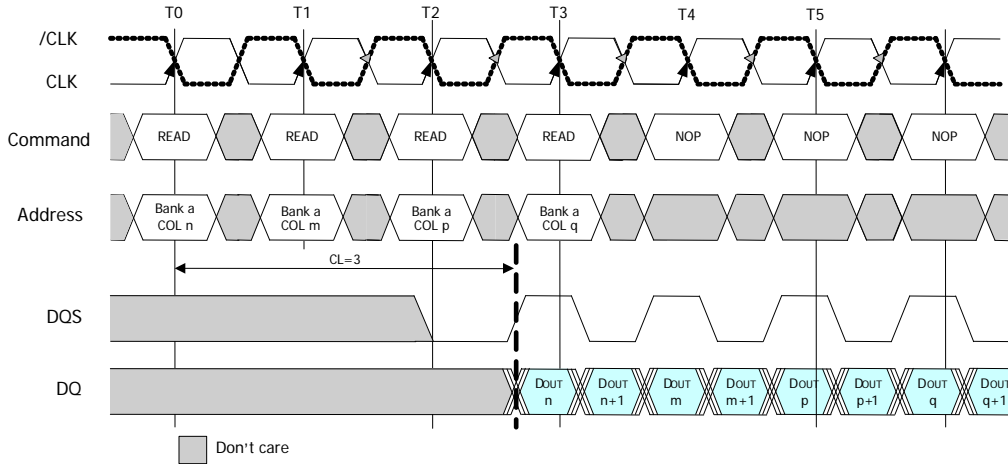 T0 T1 T2 T3 T4 T5
/CLK
CLK
Command READ READ READ READ NOP NOP NOP
Address Bank a Bank a Bank a Bank a
COL n COL m COL p COL q
CL=3
DQS
DQ DOUT DOUT DOUT DOUT DOUT DOUT DOUT DOUT
n n+1 m m+1 p p+1 q q+1
Don't care